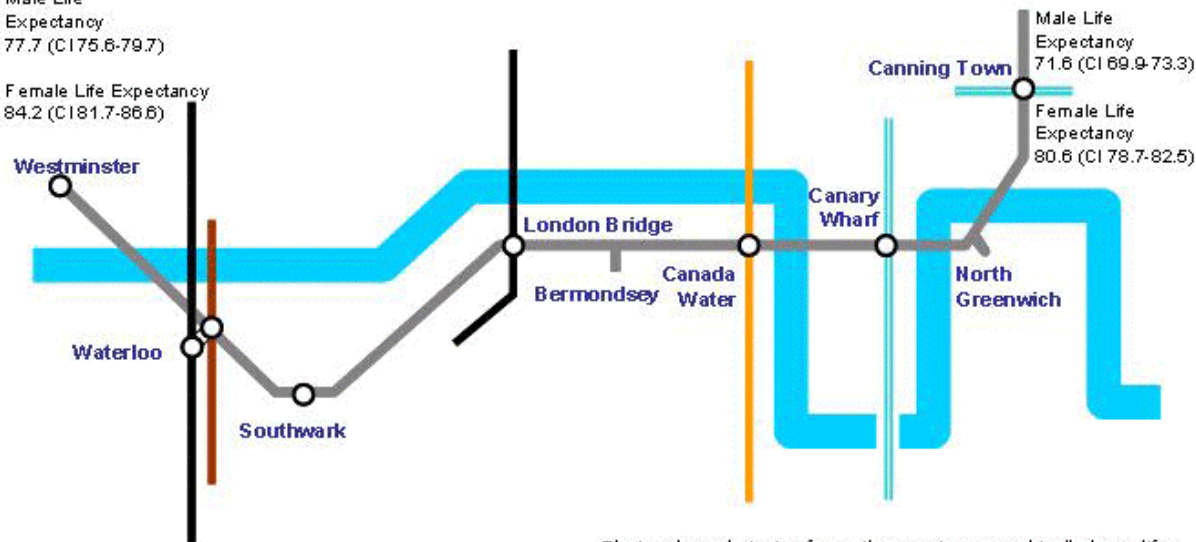 Male Life
Expectancy
77.7 (CI 75.6-79.7)
Female Life Expectancy
84.2 (CI 81.7-86.6)
Westminster
Waterloo
Southwark
London Bridge
Bermondsey
Canada
Water
Canary
Wharf
North
Greenwich
Canning Town
Male Life
Expectancy
71.6 (CI 69.9-73.3)
Female Life
Expectancy
80.6 (CI 78.7-82.5)